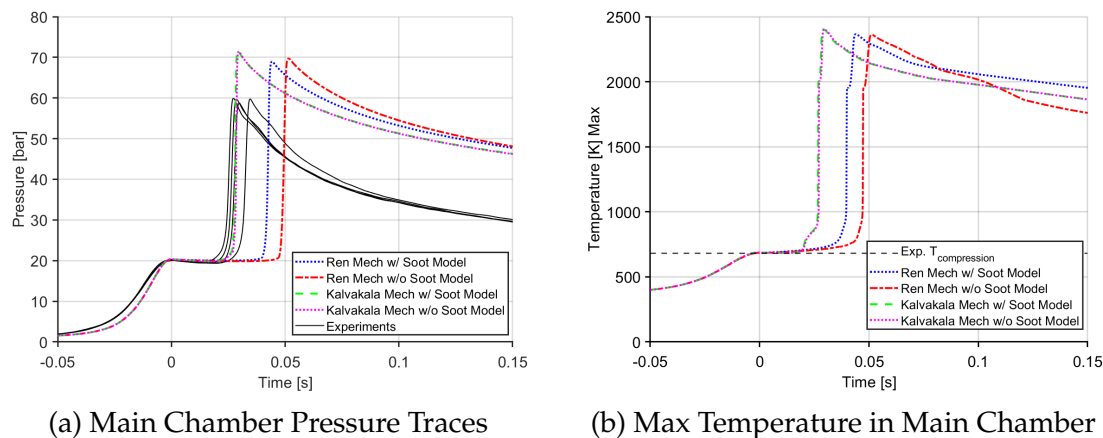 80
70
60
50
40
30
20
10
0
Pressure [bar]
-0.05
0
0.05
0.1
0.15
Time [s]
Ren Mech w/ Soot Model
Ren Mech w/o Soot Model
Kalvakala Mech w/ Soot Model
Kalvakala Mech w/o Soot Model
Experiments
(a) Main Chamber Pressure Traces
2500
2000
1500
1000
500
0
Temperature [K] Max
-0.05
0
0.05
0.1
0.15
Time [s]
Exp. T_compression
Ren Mech w/ Soot Model
Ren Mech w/o Soot Model
Kalvakala Mech w/ Soot Model
Kalvakala Mech w/o Soot Model
(b) Max Temperature in Main Chamber